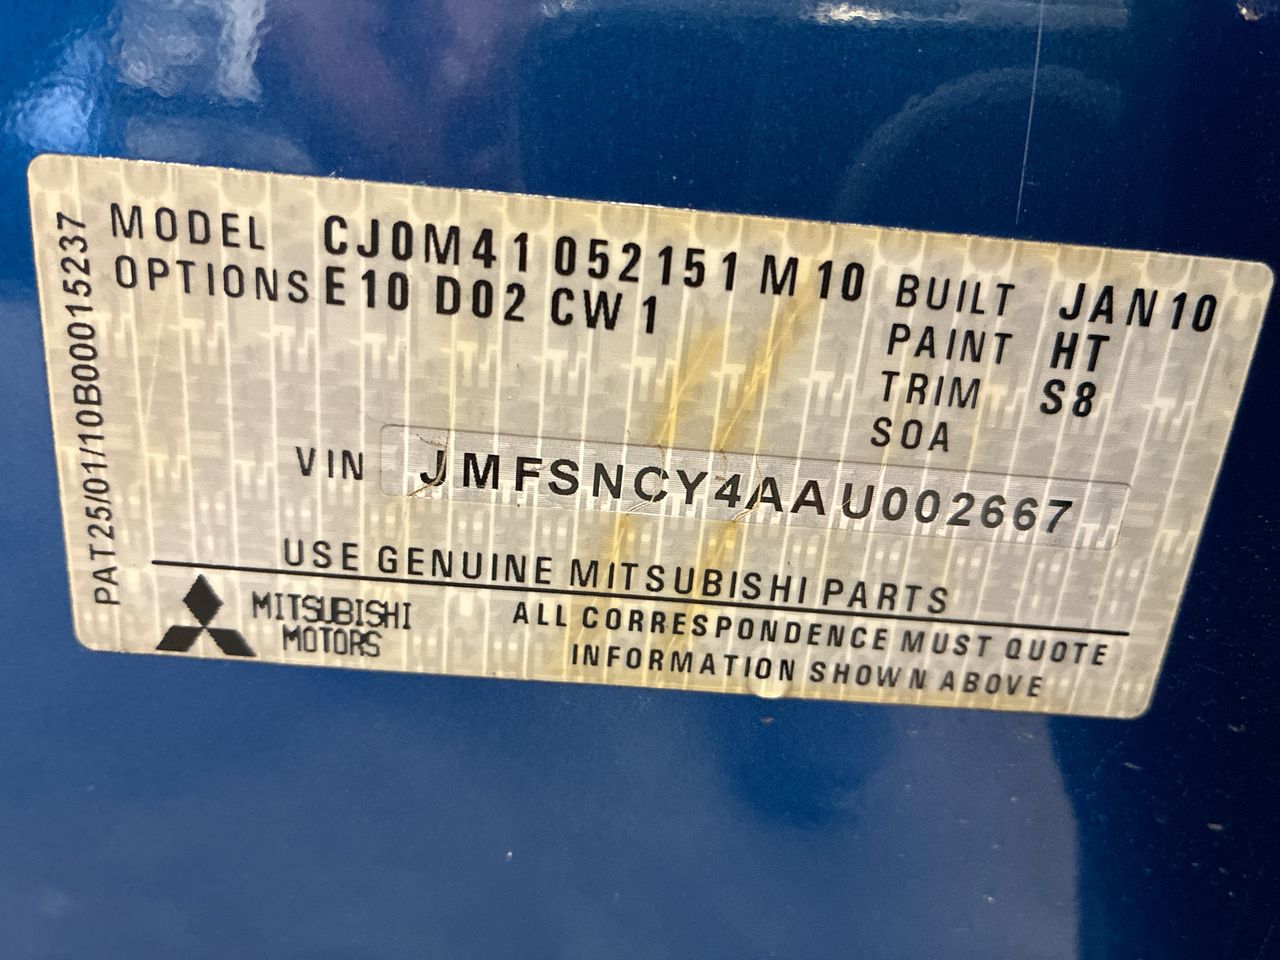 MODEL CJ0M41 052151 M10
OPTIONS E10 D02 CW1
BUILT JAN10
PAINT HT
TRIM S8
SOA
VIN JMFSNCY4AAU002667
USE GENUINE MITSUBISHI PARTS
MITSUBISHI
MOTORS
ALL CORRESPONDENCE MUST QUOTE
INFORMATION SHOWN ABOVE
PAT25/01/10B00015237